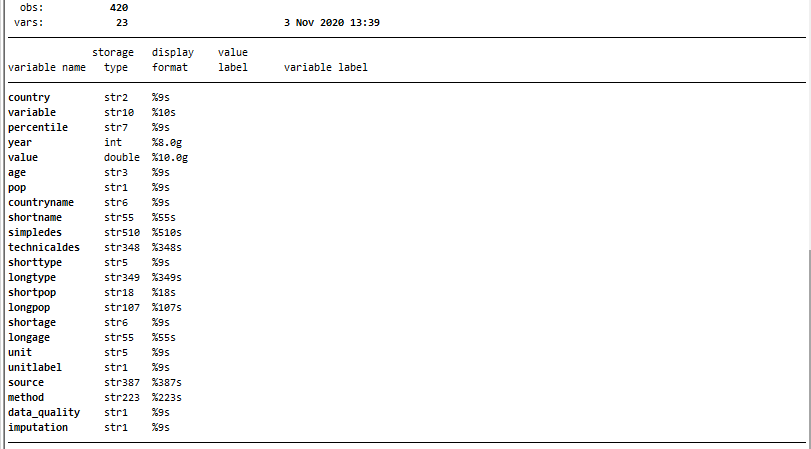 obs: 420
vars: 23 3 Nov 2020 13:39
storage display value
variable name type format label variable label
country str2 %9s
variable str10 %10s
percentile str7 %9s
year int %8.0g
value double %10.0g
age str3 %9s
pop str1 %9s
countryname str6 %9s
shortname str55 %55s
simpledes str510 %510s
technicaldes str348 %348s
shorttype str5 %9s
longtype str349 %349s
shortpop str18 %18s
longpop str107 %107s
shortage str6 %9s
longage str55 %55s
unit str5 %9s
unitlabel str1 %9s
source str387 %387s
method str223 %223s
data_quality str1 %9s
imputation str1 %9s